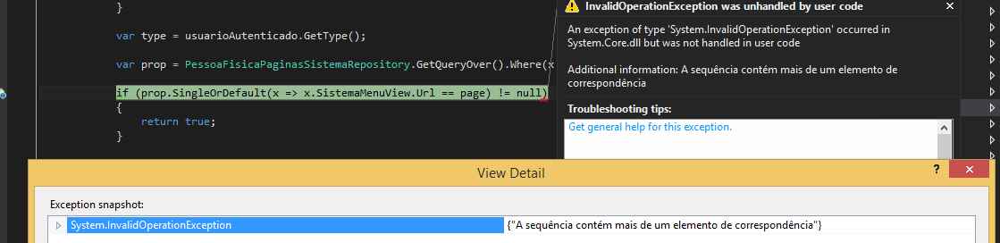 }
InvalidOperationException was unhandled by user code
var type = usuarioAutenticado.GetType();
An exception of type 'System.InvalidOperationException' occurred in
System.Core.dll but was not handled in user code
var prop = PessoaFisicaPaginasSistemaRepository.GetQueryOver().Where(x
Additional information: A sequência contém mais de um elemento de
correspondência
if (prop.SingleOrDefault(x => x.SistemaMenuView.Url == page) != null)
{
Troubleshooting tips:
return true;
Get general help for this exception.
}
View Detail
?
Exception snapshot:
System.InvalidOperationException
{"A sequência contém mais de um elemento de correspondência"}